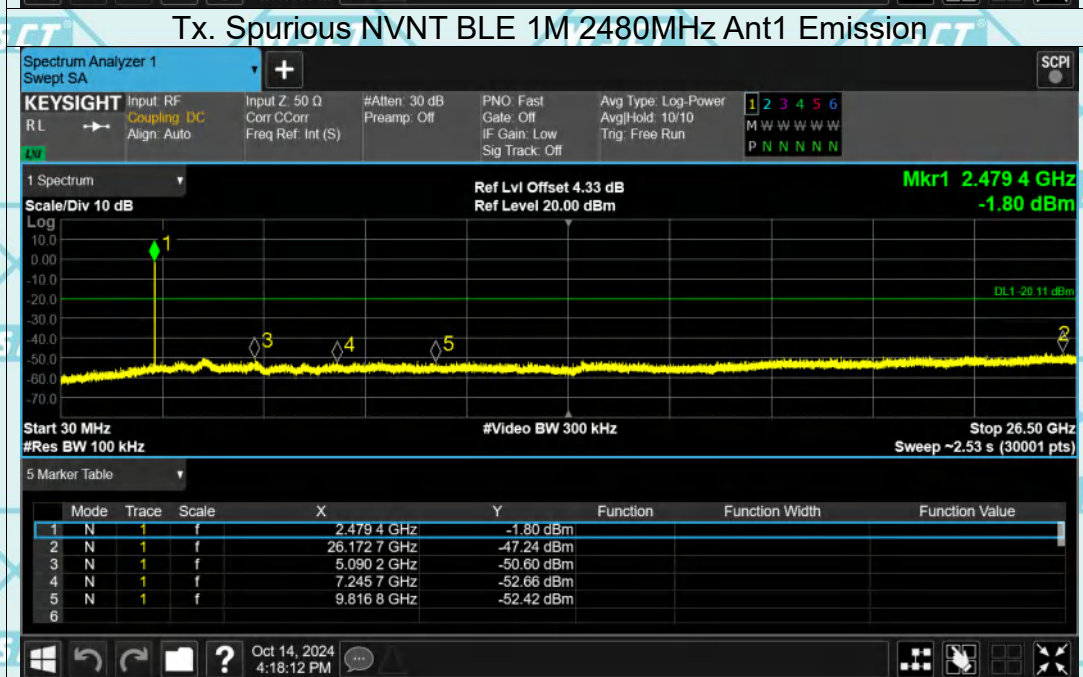 Tx. Spurious NVNT BLE 1M 2480MHz Ant1 Emission
Spectrum Analyzer 1
Swept SA
+
SCPI
KEYSIGHT
RL
LNI
Input: RF
Coupling: DC
Align: Auto
Input Z: 50 Ω
Corr CCorr
Freq Ref: Int (S)
#Atten: 30 dB
Preamp: Off
PNO: Fast
Gate: Off
IF Gain: Low
Sig Track: Off
Avg Type: Log-Power
Avg|Hold: 10/10
Trig: Free Run
1 2 3 4 5 6
M W W W W W
P N N N N N
1 Spectrum
Ref Lvl Offset 4.33 dB
Mkr1 2.479 4 GHz
Scale/Div 10 dB
Ref Level 20.00 dBm
-1.80 dBm
Log
10.0
0.00
-10.0
-20.0
-30.0
-40.0
-50.0
-60.0
-70.0
1
DL1 -20.11 dBm
3
4
5
2
Start 30 MHz
#Video BW 300 kHz
Stop 26.50 GHz
#Res BW 100 kHz
Sweep ~2.53 s (30001 pts)
5 Marker Table
Mode Trace Scale X Y Function Function Width Function Value
1 N 1 f 2.479 4 GHz -1.80 dBm
2 N 1 f 26.172 7 GHz -47.24 dBm
3 N 1 f 5.090 2 GHz -50.60 dBm
4 N 1 f 7.245 7 GHz -52.66 dBm
5 N 1 f 9.816 8 GHz -52.42 dBm
6
?
Oct 14, 2024
4:18:12 PM